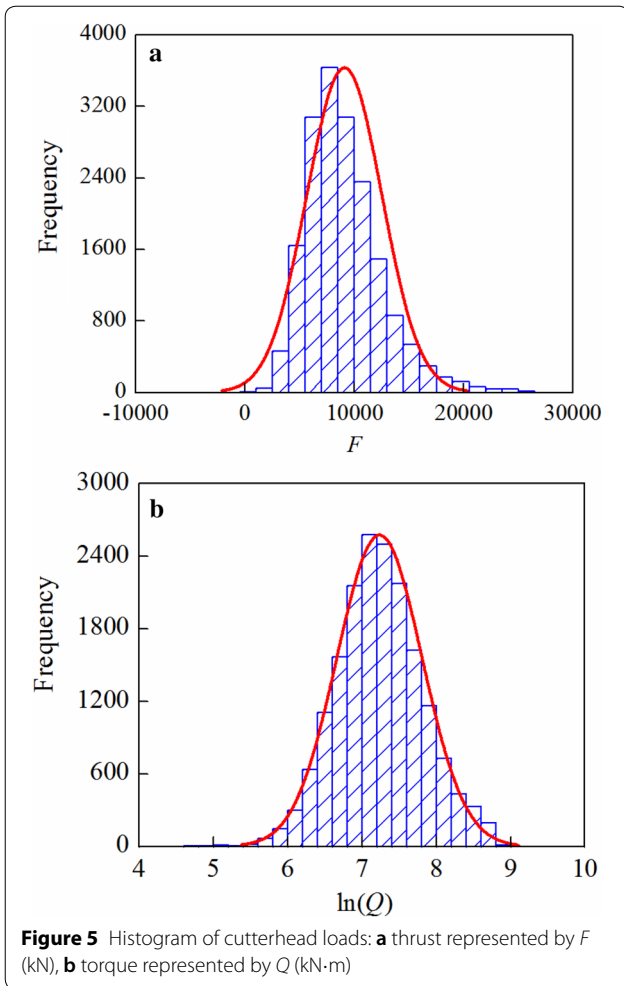 a
4000
3200
2400
1600
800
0
Frequency
-10000 0 10000 20000 30000
F
b
3000
2400
1800
1200
600
0
Frequency
4 5 6 7 8 9 10
ln(Q)
Figure 5 Histogram of cutterhead loads: a thrust represented by F
(kN), b torque represented by Q (kN·m)